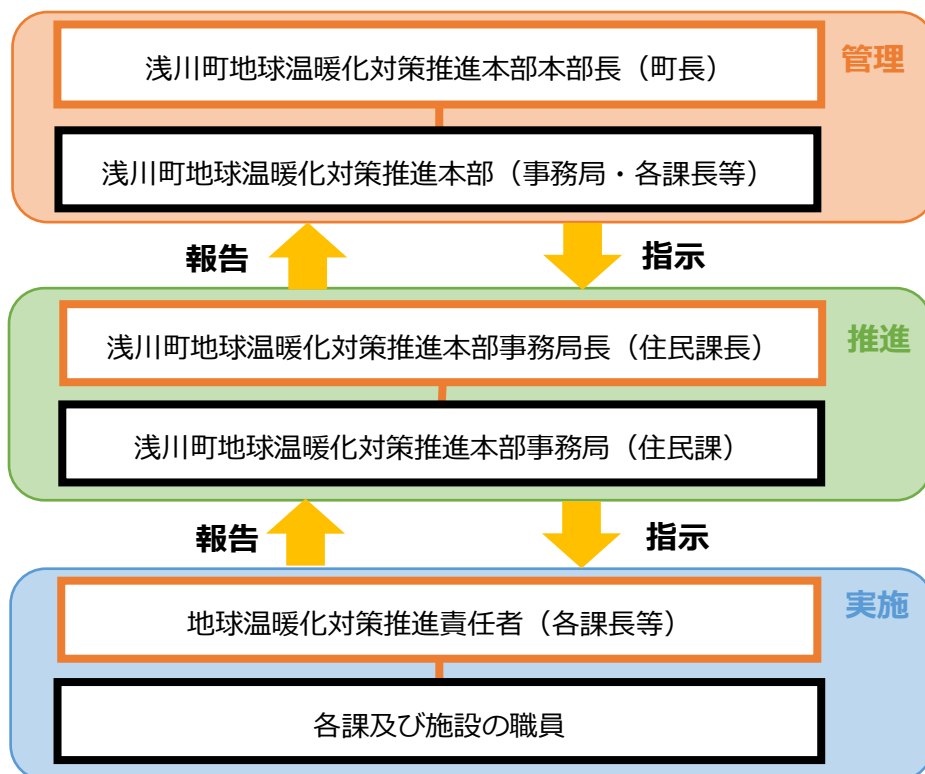 浅川町地球温暖化対策推進本部本部長（町長）
管理
浅川町地球温暖化対策推進本部（事務局・各課長等）
報告
指示
浅川町地球温暖化対策推進本部事務局長（住民課長）
推進
浅川町地球温暖化対策推進本部事務局（住民課）
報告
指示
地球温暖化対策推進責任者（各課長等）
実施
各課及び施設の職員